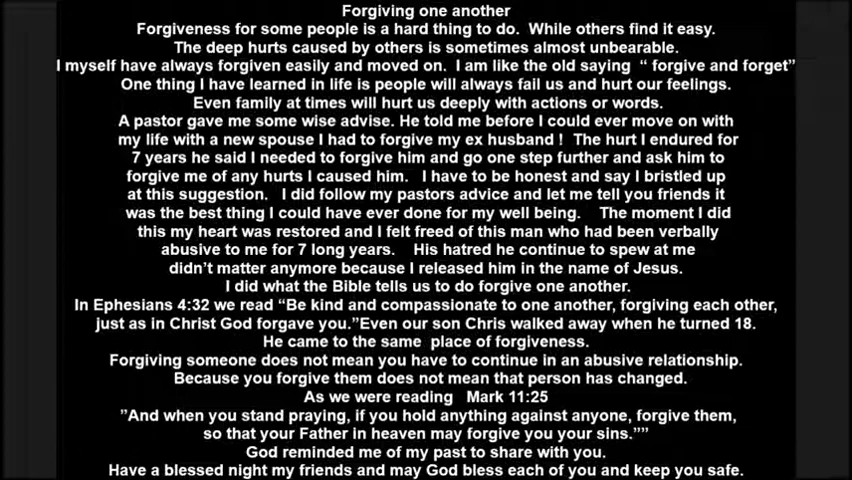 Forgiving one another
Forgiveness for some people is a hard thing to do. While others find it easy.
The deep hurts caused by others is sometimes almost unbearable.
I myself have always forgiven easily and moved on. I am like the old saying “ forgive and forget”
One thing I have learned in life is people will always fail us and hurt our feelings.
Even family at times will hurt us deeply with actions or words.
A pastor gave me some wise advise. He told me before I could ever move on with
my life with a new spouse I had to forgive my ex husband ! The hurt I endured for
7 years he said I needed to forgive him and go one step further and ask him to
forgive me of any hurts I caused him. I have to be honest and say I bristled up
at this suggestion. I did follow my pastors advice and let me tell you friends it
was the best thing I could have ever done for my well being. The moment I did
this my heart was restored and I felt freed of this man who had been verbally
abusive to me for 7 long years. His hatred he continue to spew at me
didn’t matter anymore because I released him in the name of Jesus.
I did what the Bible tells us to do forgive one another.
In Ephesians 4:32 we read “Be kind and compassionate to one another, forgiving each other,
just as in Christ God forgave you.”Even our son Chris walked away when he turned 18.
He came to the same place of forgiveness.
Forgiving someone does not mean you have to continue in an abusive relationship.
Because you forgive them does not mean that person has changed.
As we were reading Mark 11:25
”And when you stand praying, if you hold anything against anyone, forgive them,
so that your Father in heaven may forgive you your sins.””
God reminded me of my past to share with you.
Have a blessed night my friends and may God bless each of you and keep you safe.